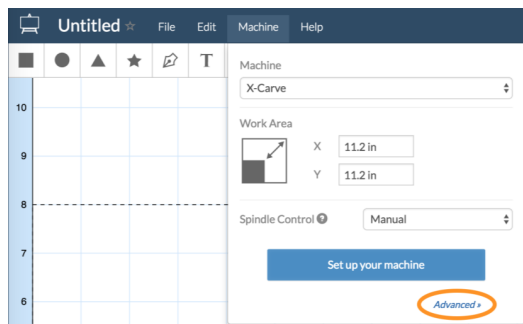 Untitled ☆ File Edit Machine Help
T
Machine
X-Carve
10
Work Area
X 11.2 in
9
Y 11.2 in
8
Spindle Control ? Manual
7
Set up your machine
6
Advanced »